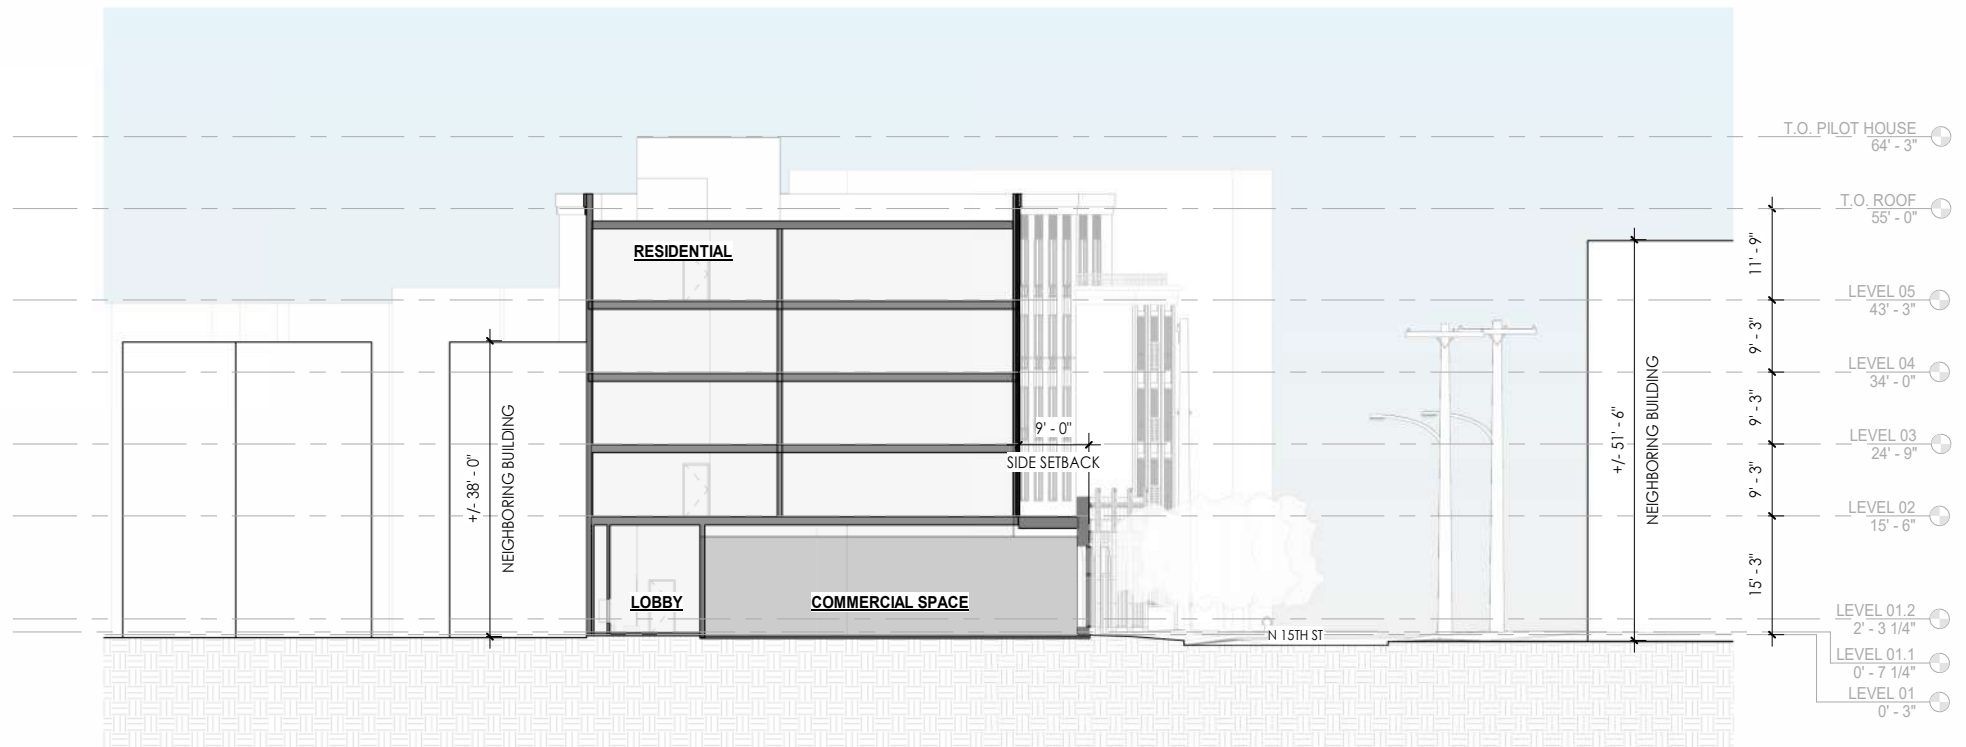 T.O. PILOT HOUSE
64' - 3"
T.O. ROOF
55' - 0"
RESIDENTIAL
11' - 9"
LEVEL 05
43' - 3"
9' - 3"
LEVEL 04
34' - 0"
+/- 38' - 0"
NEIGHBORING BUILDING
9' - 0"
SIDE SETBACK
+/- 51' - 6"
NEIGHBORING BUILDING
9' - 3"
LEVEL 03
24' - 9"
9' - 3"
LEVEL 02
15' - 6"
15' - 3"
LOBBY
COMMERCIAL SPACE
LEVEL 01.2
2' - 3 1/4"
N 15TH ST
LEVEL 01.1
0' - 7 1/4"
LEVEL 01
0' - 3"